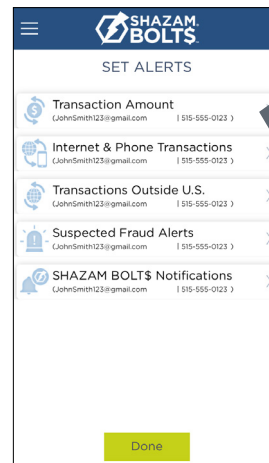 SHAZAM.
BOLT$.
SET ALERTS
Transaction Amount
(JohnSmith123@gmail.com | 515-555-0123 )
Internet & Phone Transactions
(JohnSmith123@gmail.com | 515-555-0123 )
Transactions Outside U.S.
(JohnSmith123@gmail.com | 515-555-0123 )
Suspected Fraud Alerts
(JohnSmith123@gmail.com | 515-555-0123 )
SHAZAM BOLT$ Notifications
(JohnSmith123@gmail.com | 515-555-0123 )
Done